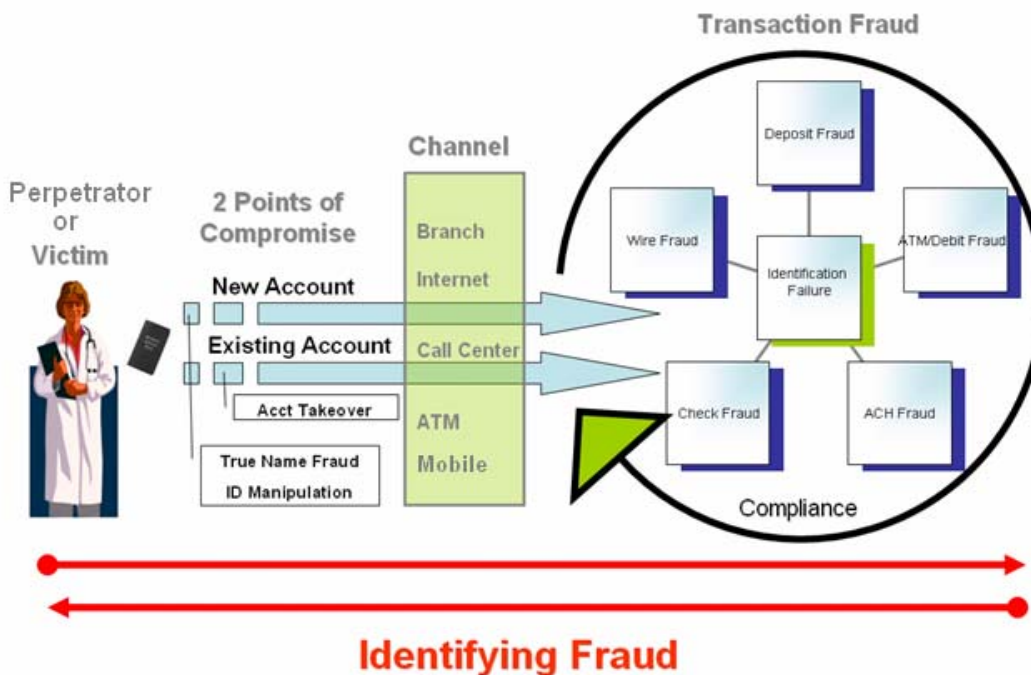 Transaction Fraud
Perpetrator
or
Victim
2 Points of
Compromise
New Account
Existing Account
Acct Takeover
True Name Fraud
ID Manipulation
Channel
Branch
Internet
Call Center
ATM
Mobile
Deposit Fraud
Wire Fraud
ATM/Debit Fraud
Identification
Failure
Check Fraud
ACH Fraud
Compliance
Identifying Fraud